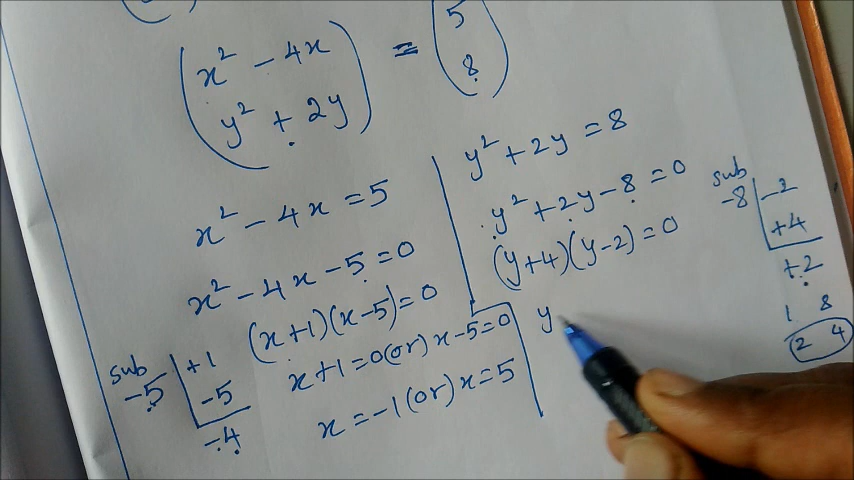 x² - 4x = 5
y² + 2y 8
x² - 4x = 5
x² - 4x - 5 = 0
(x+1)(x-5) = 0
sub
-5 +1
-5
-4
x+1 = 0 (or) x-5 = 0
x = -1 (or) x = 5
y² + 2y = 8
y² + 2y - 8 = 0
(y+4)(y-2) = 0
y
sub
-8 -2
+4
+2
1 8
2 4